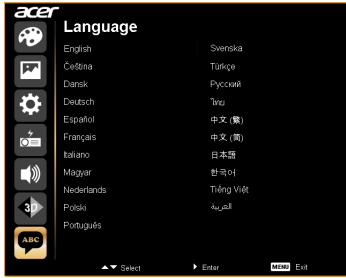 acer
Language
English
Čeština
Dansk
Deutsch
Español
Français
Italiano
Magyar
Nederlands
Polski
Português
Svenska
Türkçe
Русский
ไทย
中文 (繁)
中文 (简)
日本語
한국어
Tiếng Việt
العربية
3D
ABC
Select
Enter
MENU Exit